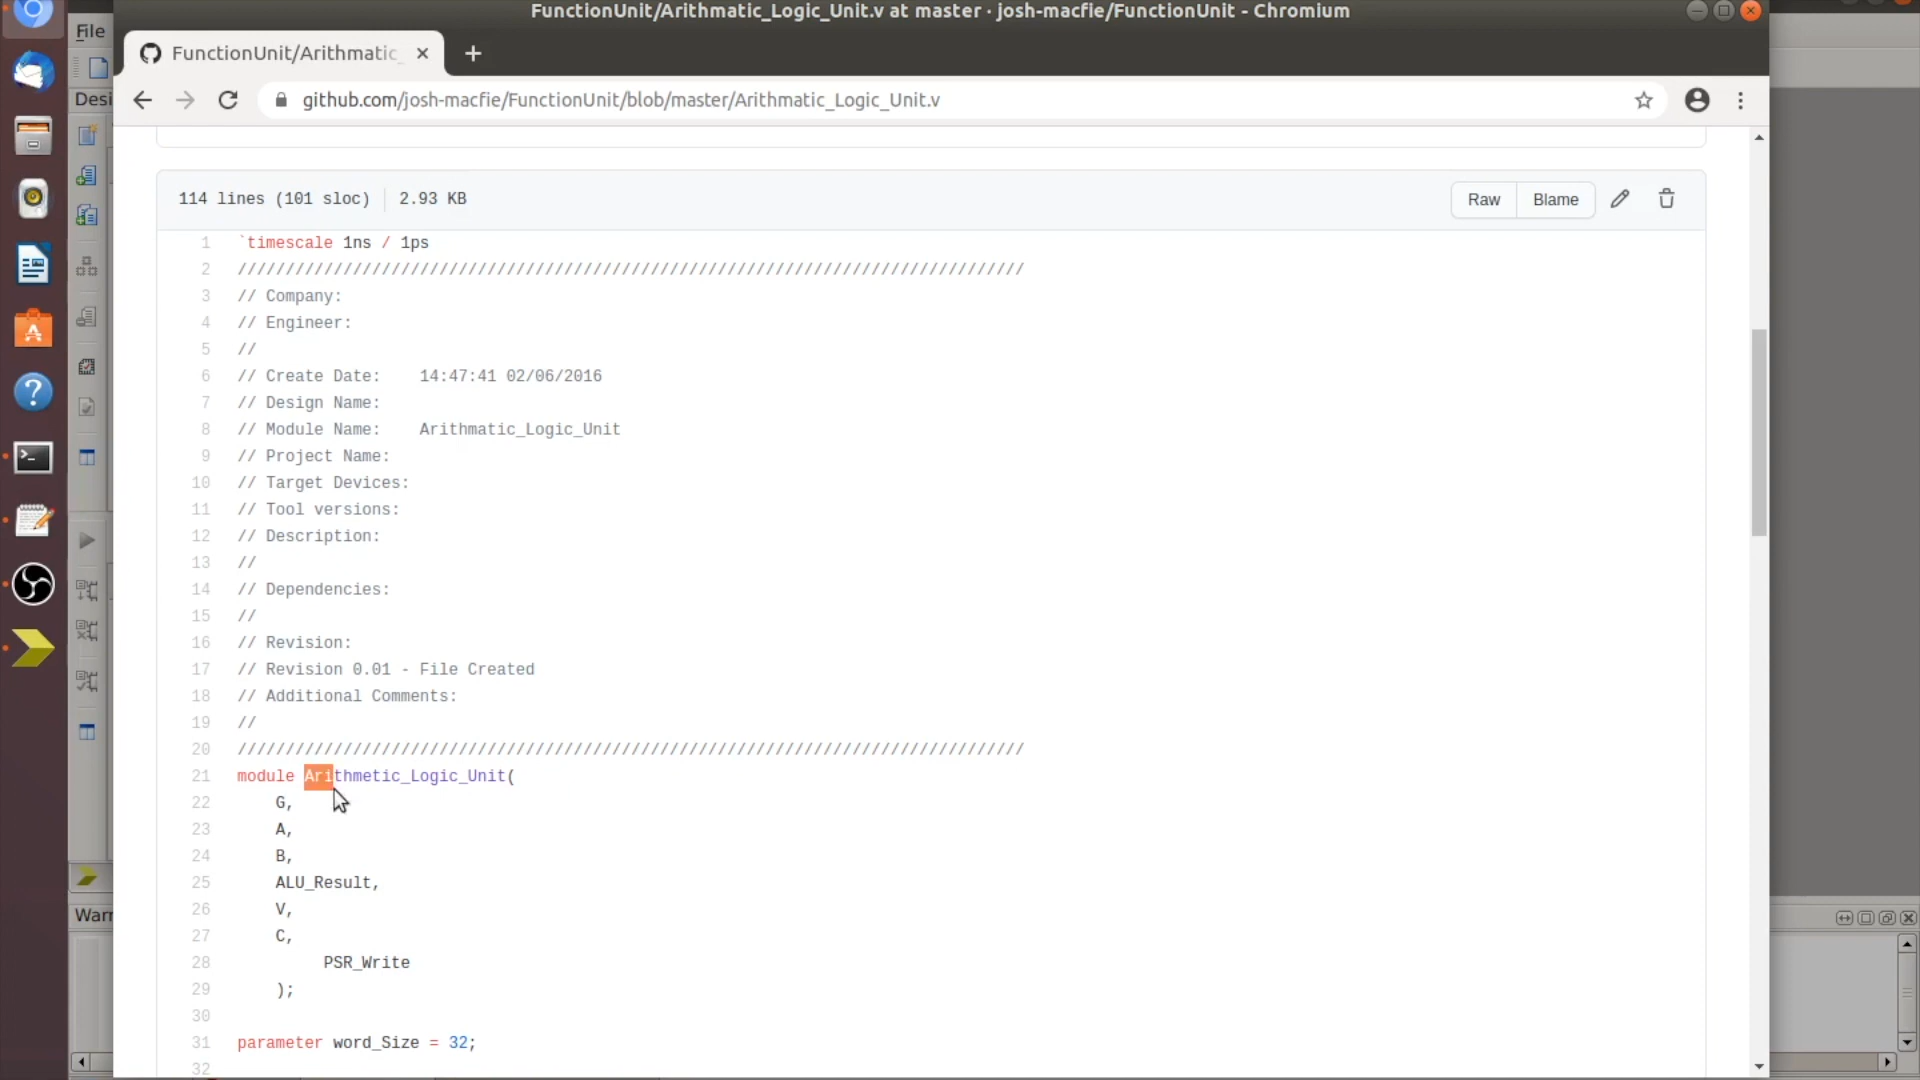 FunctionUnit/Arithmatic_Logic_Unit.v at master · josh-macfie/FunctionUnit - Chromium
File
FunctionUnit/Arithmatic_
github.com/josh-macfie/FunctionUnit/blob/master/Arithmatic_Logic_Unit.v
Desi
114 lines (101 sloc) 2.93 KB
Raw
Blame
1 `timescale 1ns / 1ps
2 //////////////////////////////////////////////////////////////////////////////////
3 // Company:
4 // Engineer:
5 //
6 // Create Date:    14:47:41 02/06/2016
7 // Design Name:
8 // Module Name:    Arithmatic_Logic_Unit
9 // Project Name:
10 // Target Devices:
11 // Tool versions:
12 // Description:
13 //
14 // Dependencies:
15 //
16 // Revision:
17 // Revision 0.01 - File Created
18 // Additional Comments:
19 //
20 //////////////////////////////////////////////////////////////////////////////////
21 module Arithmetic_Logic_Unit(
22 G,
23 A,
24 B,
25 ALU_Result,
26 V,
27 C,
28 PSR_Write
29 );
30
31 parameter word_Size = 32;
32
Warr